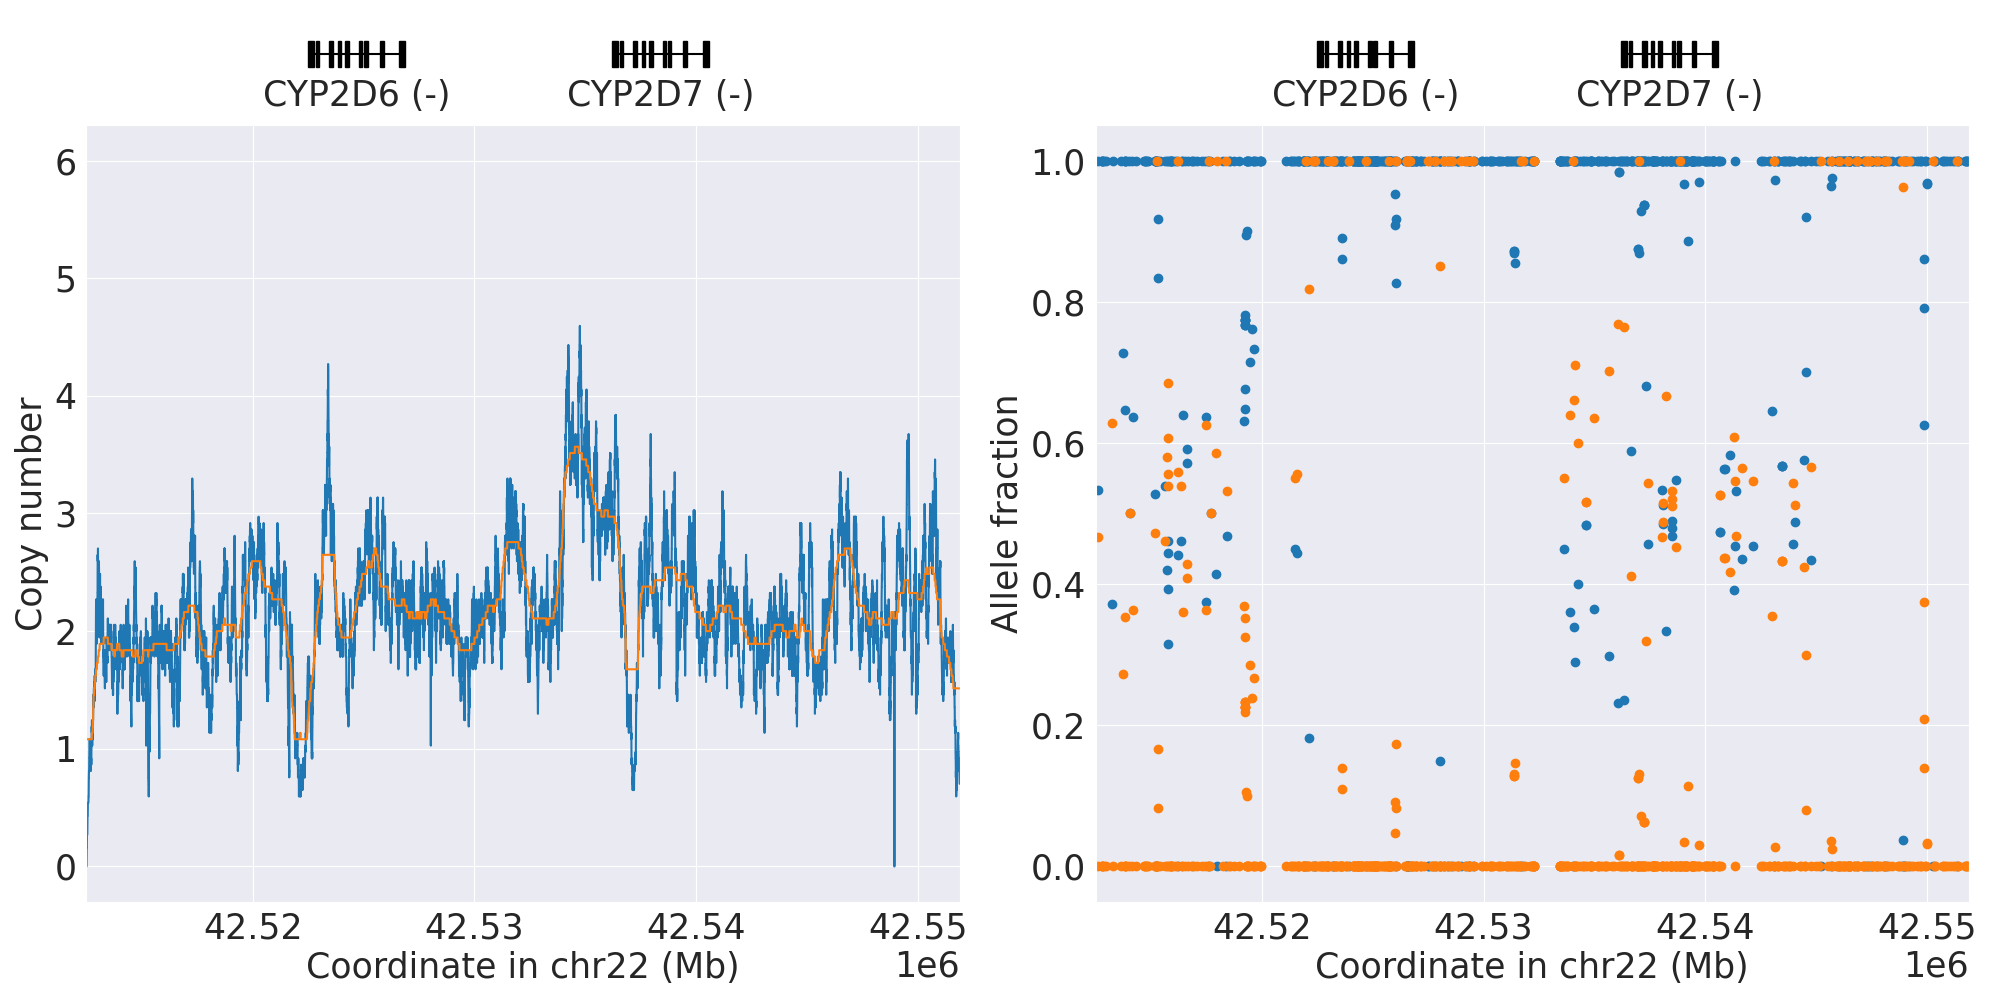 CYP2D6 (-) CYP2D7 (-)
Copy number
6
5
4
3
2
1
0
42.52 42.53 42.54 42.55
Coordinate in chr22 (Mb) 1e6
CYP2D6 (-) CYP2D7 (-)
Allele fraction
1.0
0.8
0.6
0.4
0.2
0.0
42.52 42.53 42.54 42.55
Coordinate in chr22 (Mb) 1e6